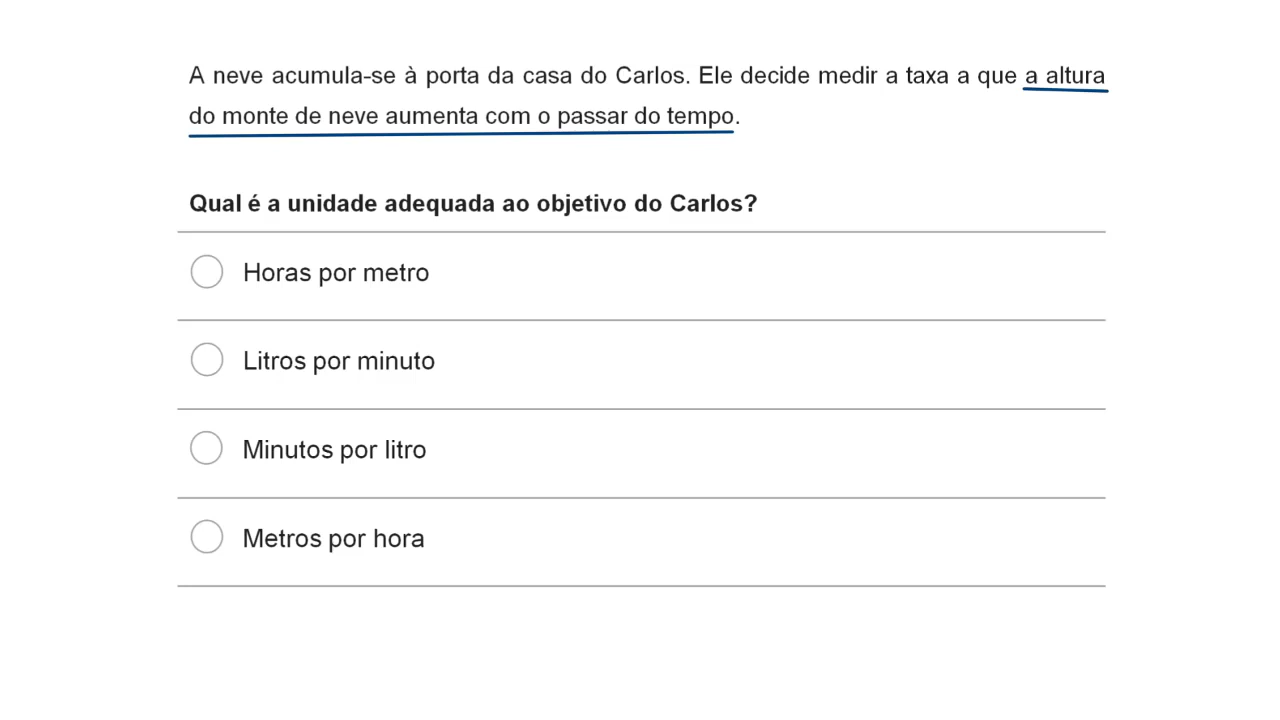 A neve acumula-se à porta da casa do Carlos. Ele decide medir a taxa a que a altura
do monte de neve aumenta com o passar do tempo.
Qual é a unidade adequada ao objetivo do Carlos?
Horas por metro
Litros por minuto
Minutos por litro
Metros por hora